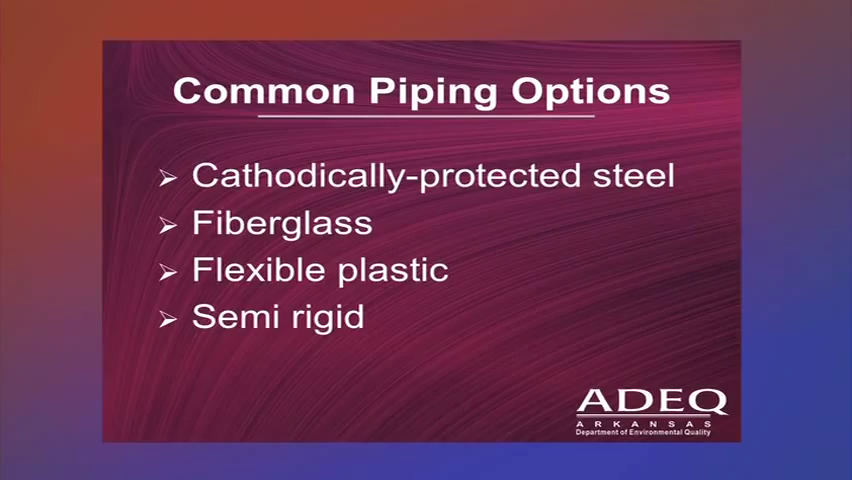 Common Piping Options
Cathodically-protected steel
Fiberglass
Flexible plastic
Semi rigid
ADEQ
ARKANSAS
Department of Environmental Quality